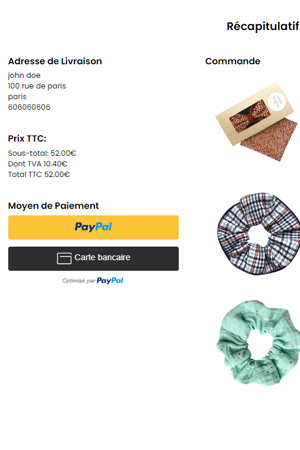 Récapitulatif
Adresse de Livraison
john doe
100 rue de paris
paris
606060606
Prix TTC:
Sous-total: 52.00€
Dont TVA 10.40€
Total TTC 52.00€
Moyen de Paiement
PayPal
Carte bancaire
Optimisé par PayPal
Commande